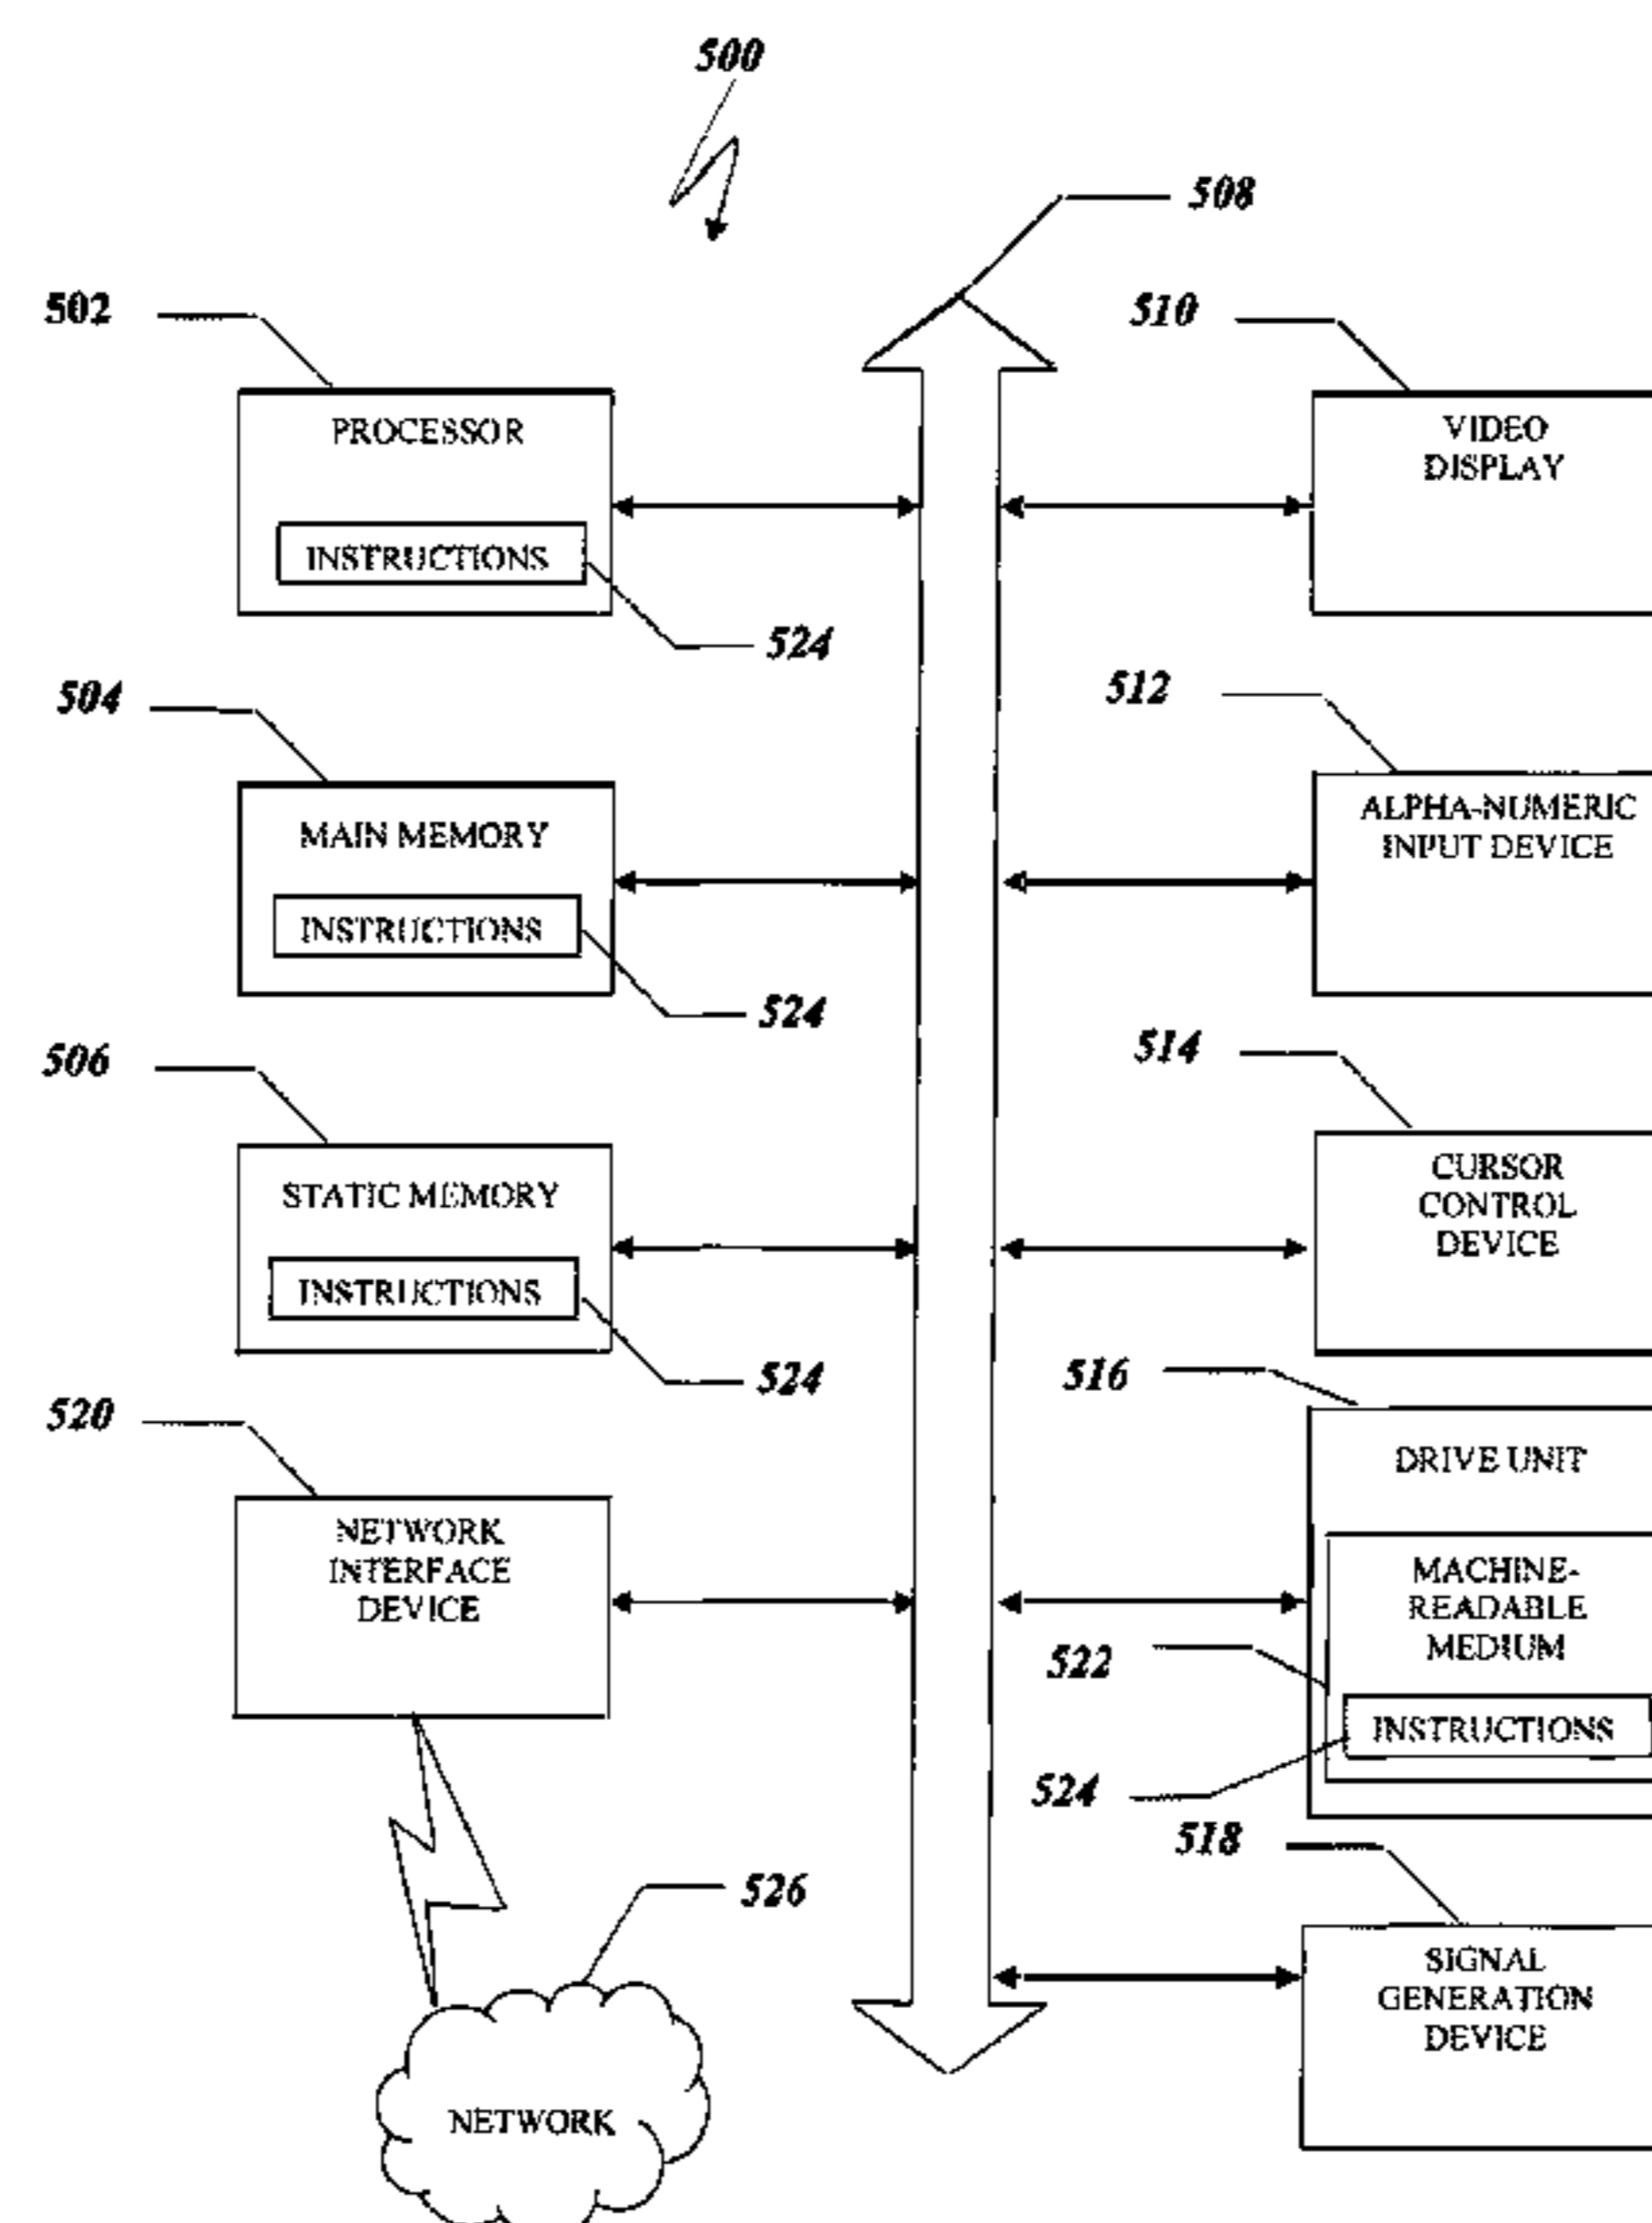 500
508
502
510
PROCESSOR
INSTRUCTIONS
524
VIDEO
DISPLAY
504
512
MAIN MEMORY
INSTRUCTIONS
524
ALPHA-NUMERIC
INPUT DEVICE
506
514
STATIC MEMORY
INSTRUCTIONS
524
CURSOR
CONTROL
DEVICE
520
516
NETWORK
INTERFACE
DEVICE
DRIVE UNIT
MACHINE-
READABLE
MEDIUM
522
INSTRUCTIONS
524
518
526
SIGNAL
GENERATION
DEVICE
NETWORK